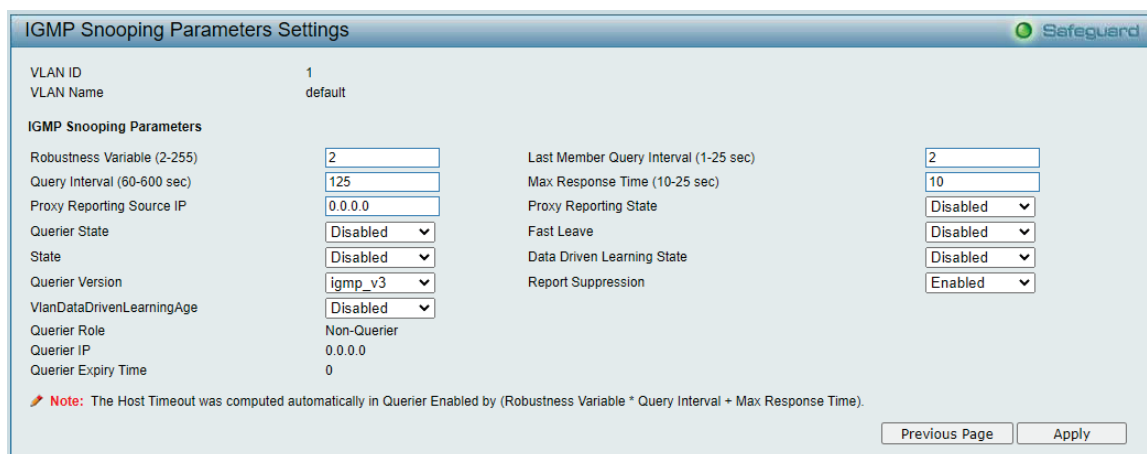 IGMP Snooping Parameters Settings
Safeguard
VLAN ID 1
VLAN Name default
IGMP Snooping Parameters
Robustness Variable (2-255) 2 Last Member Query Interval (1-25 sec) 2
Query Interval (60-600 sec) 125 Max Response Time (10-25 sec) 10
Proxy Reporting Source IP 0.0.0.0 Proxy Reporting State Disabled
Querier State Disabled Fast Leave Disabled
State Disabled Data Driven Learning State Disabled
Querier Version igmp_v3 Report Suppression Enabled
VlanDataDrivenLearningAge Disabled
Querier Role Non-Querier
Querier IP 0.0.0.0
Querier Expiry Time 0
Note: The Host Timeout was computed automatically in Querier Enabled by (Robustness Variable * Query Interval + Max Response Time).
Previous Page Apply